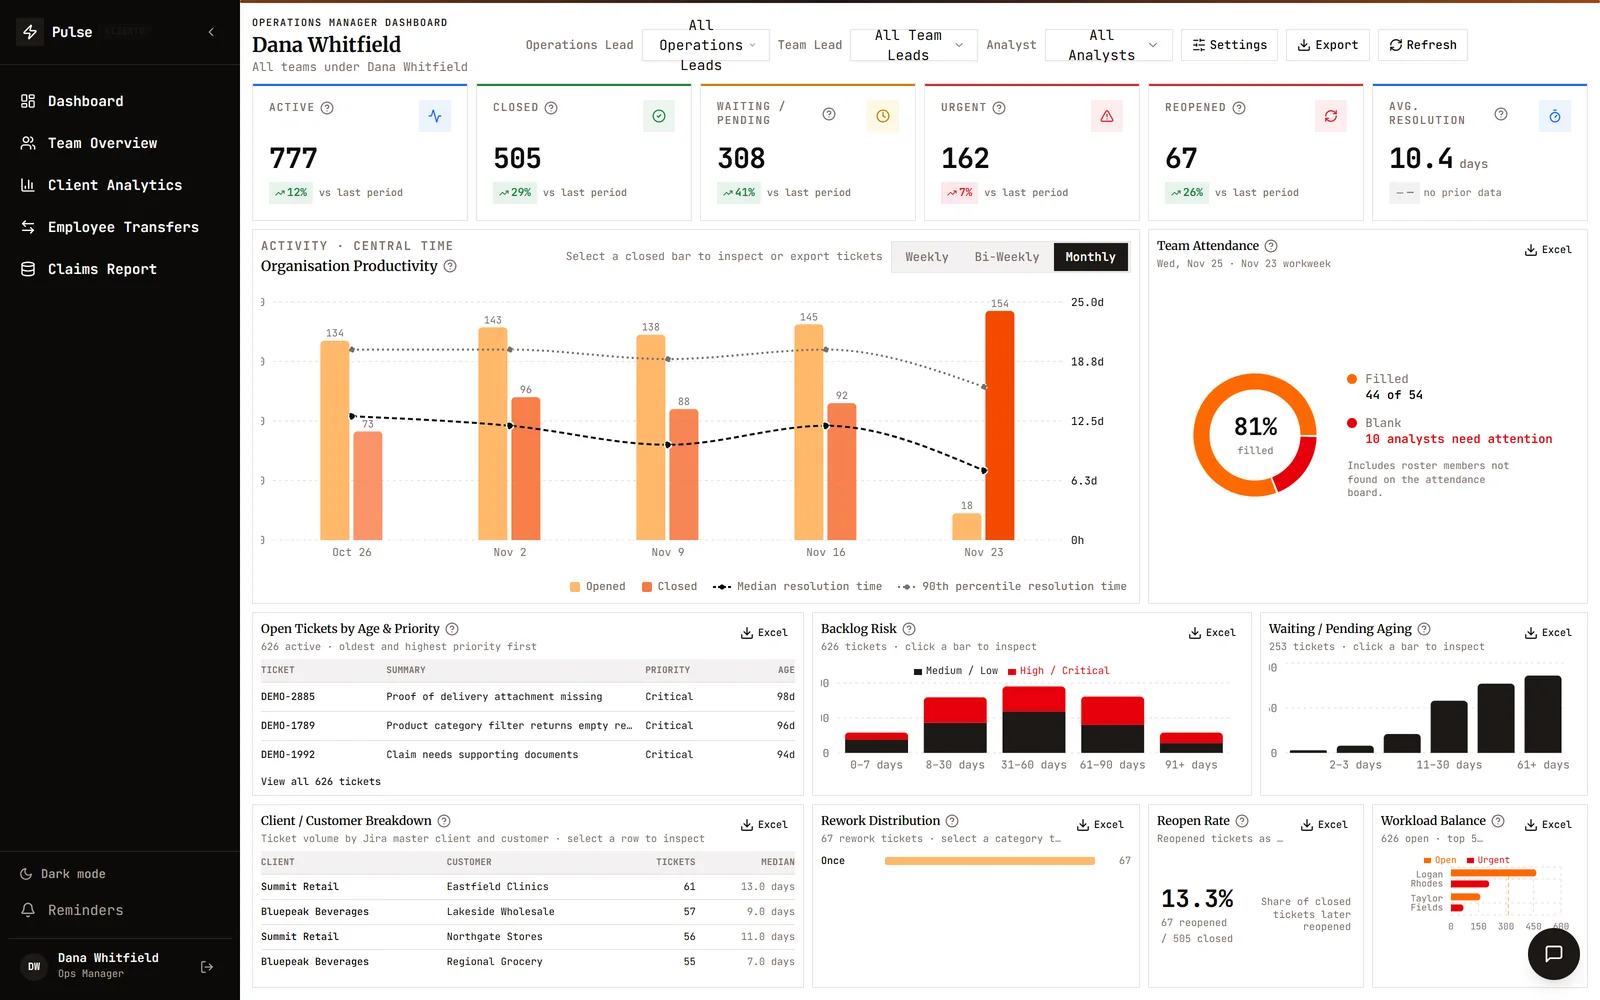 Pulse
Dashboard
Team Overview
Client Analytics
Employee Transfers
Claims Report
Dark mode
Reminders
DW
Dana Whitfield
Ops Manager
OPERATIONS MANAGER DASHBOARD
Dana Whitfield
All teams under Dana Whitfield
Operations Lead
All Operations Leads
Team Lead
All Team Leads
Analyst
All Analysts
Settings
Export
Refresh
ACTIVE
777
12% vs last period
CLOSED
505
29% vs last period
WAITING / PENDING
308
41% vs last period
URGENT
162
7% vs last period
REOPENED
67
26% vs last period
AVG. RESOLUTION
10.4 days
—— no prior data
ACTIVITY · CENTRAL TIME
Organisation Productivity
Select a closed bar to inspect or export tickets
Weekly Bi-Weekly Monthly
25.0d
18.8d
12.5d
6.3d
0h
134
73
143
96
138
88
145
92
18
154
Oct 26 Nov 2 Nov 9 Nov 16 Nov 23
Opened Closed Median resolution time 90th percentile resolution time
Team Attendance
Wed, Nov 25 · Nov 23 workweek
Excel
81%
filled
Filled
44 of 54
Blank
10 analysts need attention
Includes roster members not
found on the attendance
board.
Open Tickets by Age & Priority
626 active · oldest and highest priority first
Excel
TICKET SUMMARY PRIORITY AGE
DEMO-2885 Proof of delivery attachment missing Critical 98d
DEMO-1789 Product category filter returns empty re… Critical 96d
DEMO-1992 Claim needs supporting documents Critical 94d
View all 626 tickets
Backlog Risk
626 tickets · click a bar to inspect
Excel
Medium / Low High / Critical
0
0-7 days 8-30 days 31-60 days 61-90 days 91+ days
Waiting / Pending Aging
253 tickets · click a bar to inspect
Excel
0
2-3 days 11-30 days 61+ days
Client / Customer Breakdown
Ticket volume by Jira master client and customer · select a row to inspect
Excel
CLIENT CUSTOMER TICKETS MEDIAN
Summit Retail Eastfield Clinics 61 13.0 days
Bluepeak Beverages Lakeside Wholesale 57 9.0 days
Summit Retail Northgate Stores 56 11.0 days
Bluepeak Beverages Regional Grocery 55 7.0 days
Rework Distribution
67 rework tickets · select a category t…
Excel
Once 67
Reopen Rate
Reopened tickets as …
Excel
13.3%
67 reopened
/ 505 closed
Share of closed
tickets later
reopened
Workload Balance
626 open · top 5…
Excel
Open Urgent
Logan
Rhodes
Taylor
Fields
0 150 300 450 600